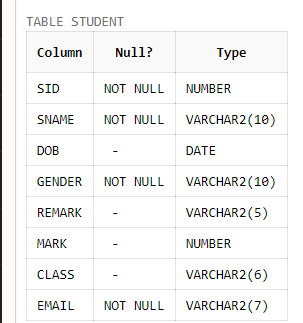 TABLE STUDENT
Column Null? Type
SID NOT NULL NUMBER
SNAME NOT NULL VARCHAR2(10)
DOB - DATE
GENDER NOT NULL VARCHAR2(10)
REMARK - VARCHAR2(5)
MARK - NUMBER
CLASS - VARCHAR2(6)
EMAIL NOT NULL VARCHAR2(7)